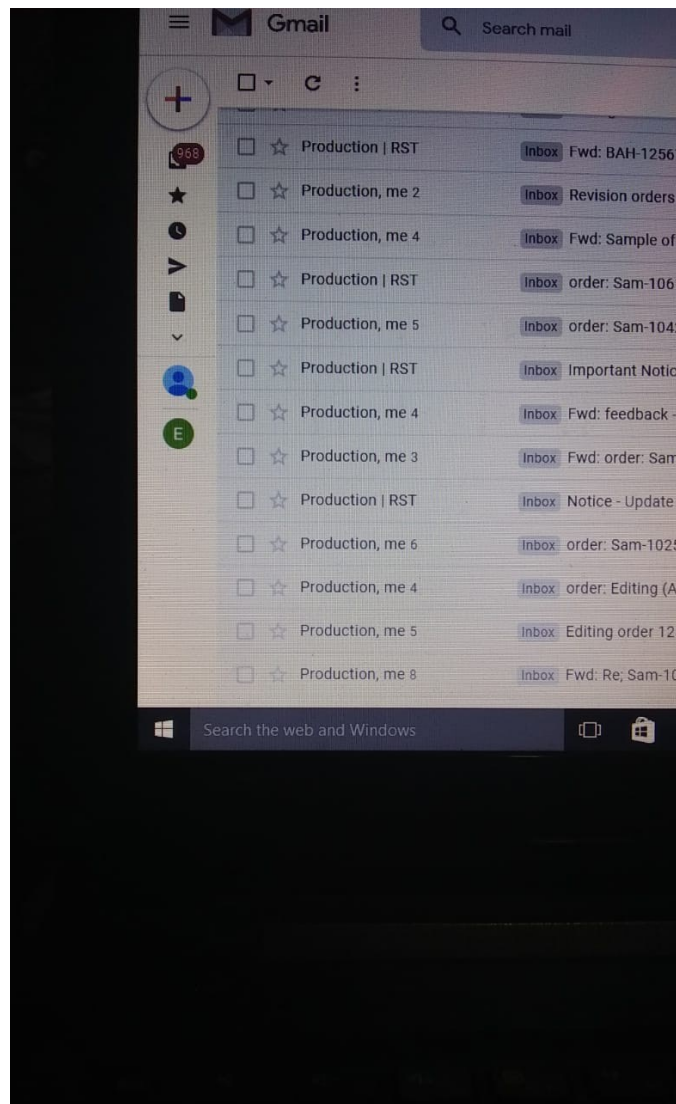 Gmail
Search mail
968
Production | RST Inbox Fwd: BAH-1256
Production, me 2 Inbox Revision orders
Production, me 4 Inbox Fwd: Sample of
Production | RST Inbox order: Sam-106
Production, me 5 Inbox order: Sam-104
Production | RST Inbox Important Notic
Production, me 4 Inbox Fwd: feedback -
Production, me 3 Inbox Fwd: order: Sam
Production | RST Inbox Notice - Update
Production, me 6 Inbox order: Sam-1025
Production, me 4 Inbox order: Editing (A
Production, me 5 Inbox Editing order 12
Production, me 8 Inbox Fwd: Re; Sam-10
E
Search the web and Windows